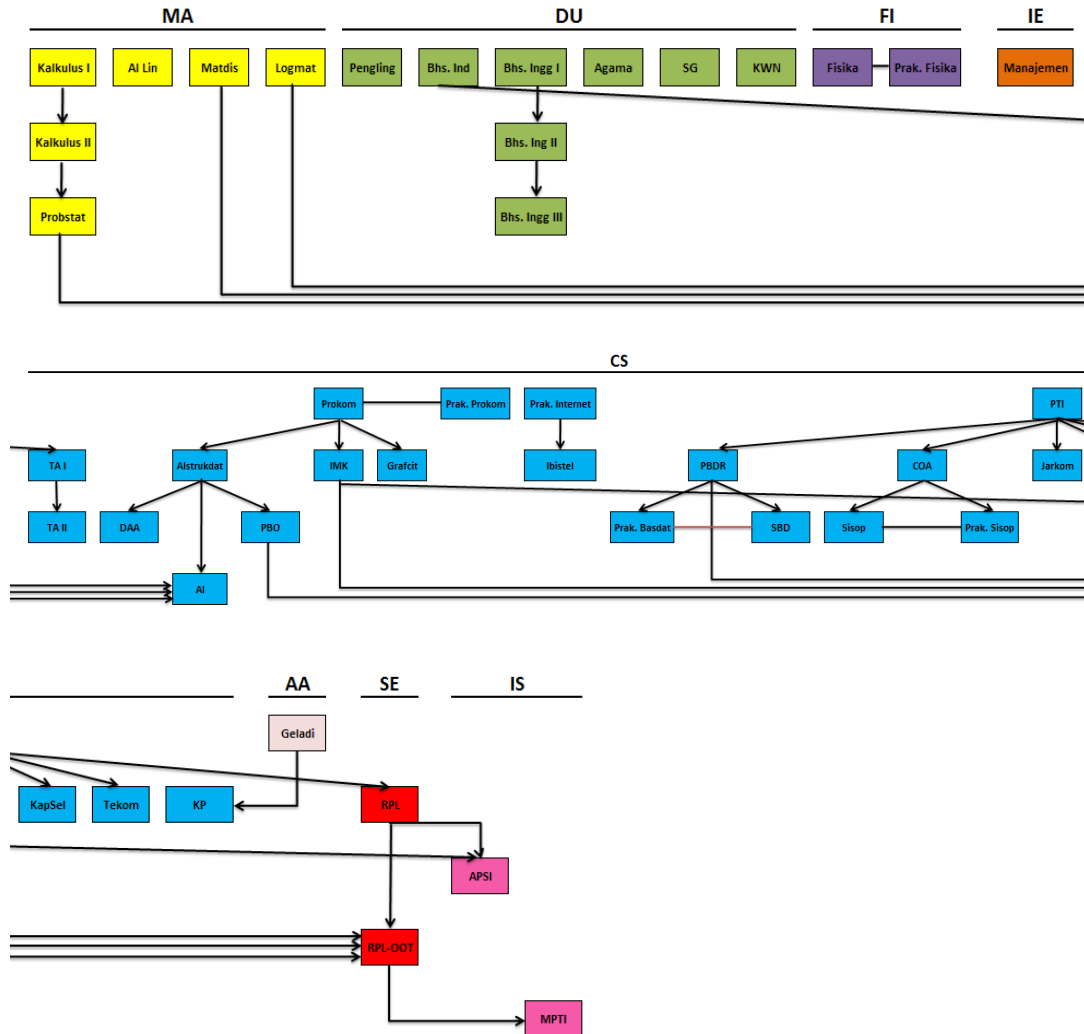 MA DU FI IE
Kalkulus I Al Lin Matdis Logmat Pengling Bhs. Ind Bhs. Ingg I Agama SG KWN Fisika Prak. Fisika Manajemen
Kalkulus II Bhs. Ing II
Probstat Bhs. Ingg III
CS
Prokom Prak. Prokom Prak. Internet PTI
TA I Alstrukdat IMK Grafcit Ibistel PBDR COA Jarkom
TA II DAA PBO Prak. Basdat SBD Sisop Prak. Sisop
AI
AA SE IS
Geladi
KapSel Tekom KP RPL
APSI
RPL-OOT
MPTI